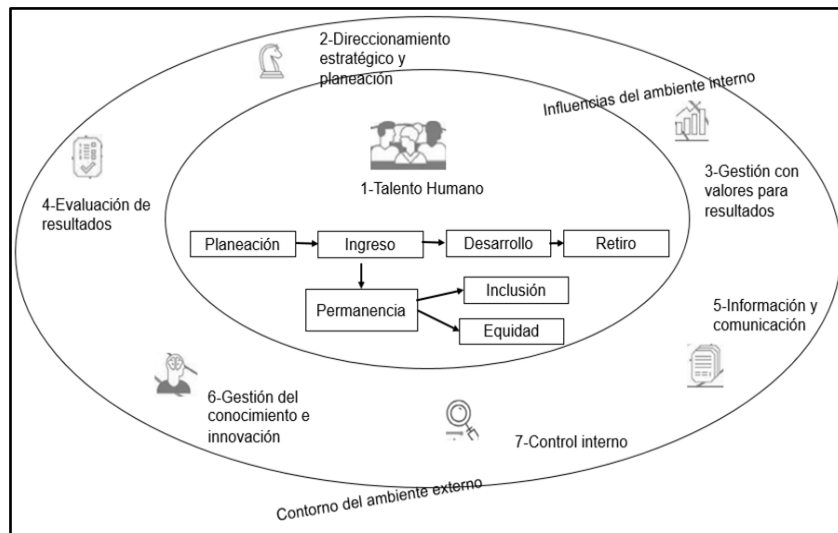 2-Direccionamiento
estratégico y
planeación
Influencias del ambiente interno
1-Talento Humano
3-Gestión con
valores para
resultados
4-Evaluación de
resultados
Planeación
Ingreso
Desarrollo
Retiro
Permanencia
Inclusión
Equidad
5-Información y
comunicación
6-Gestión del
conocimiento e
innovación
7-Control interno
Contorno del ambiente externo